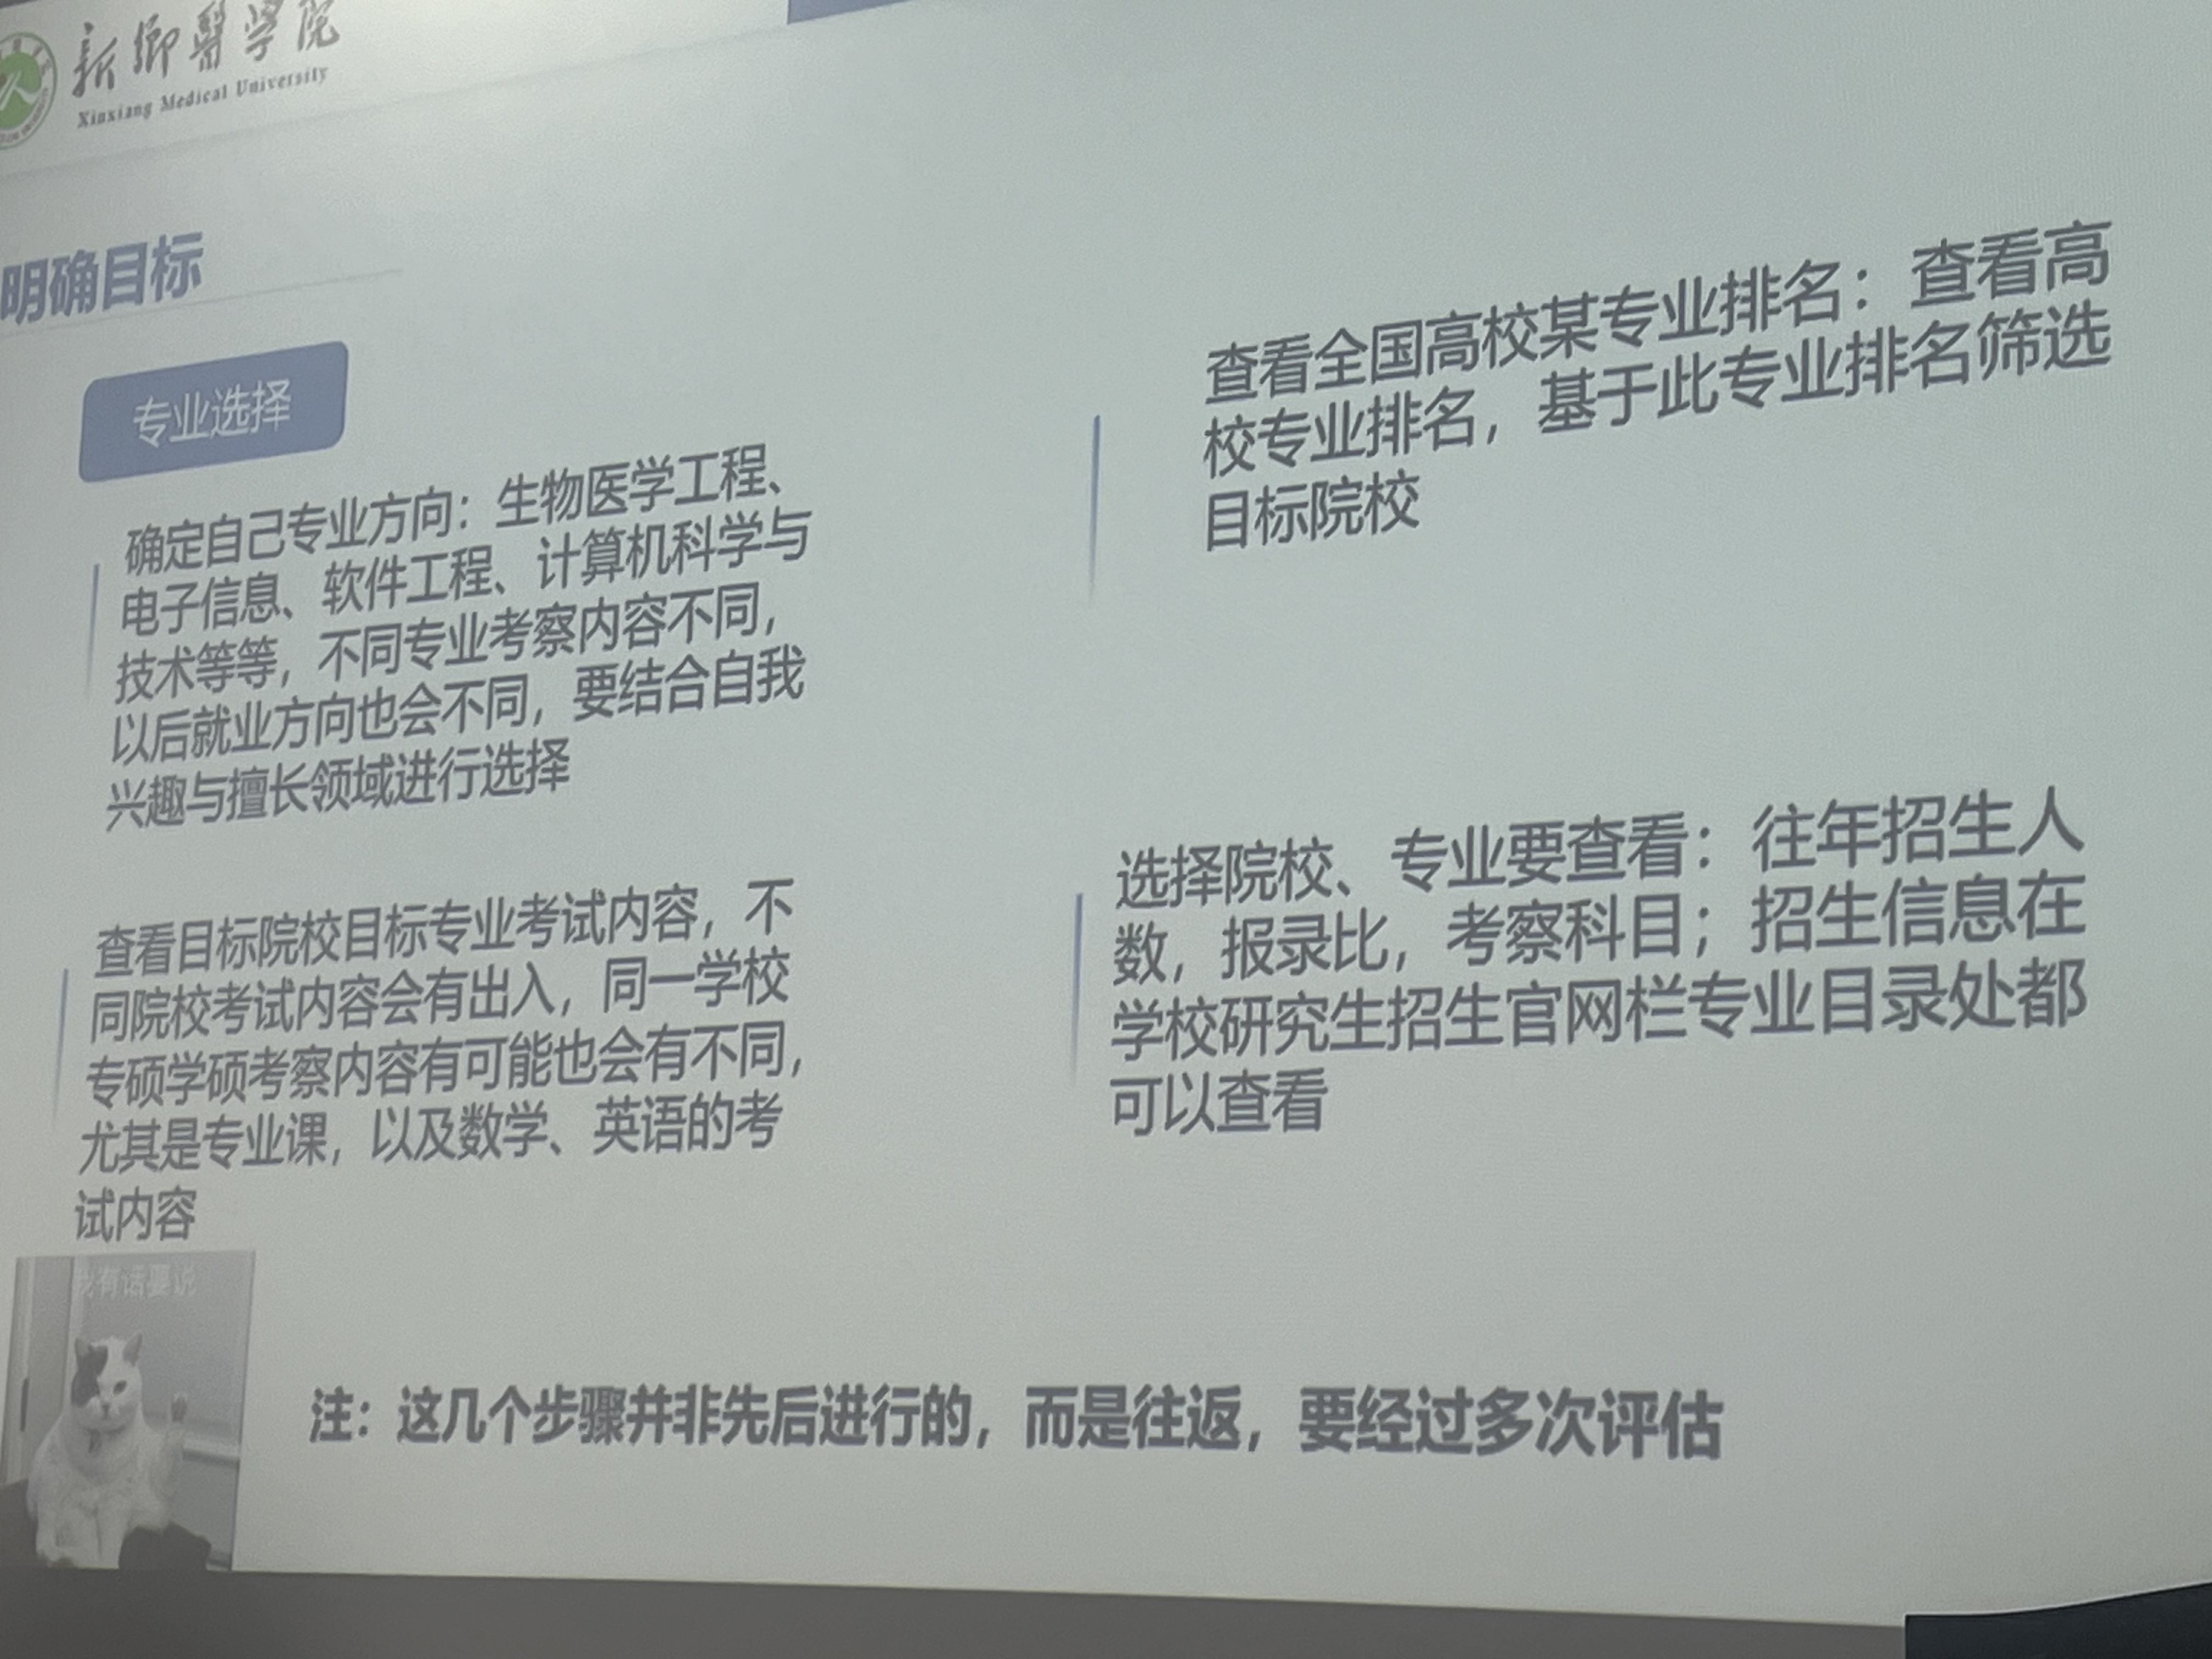 新鄉醫學院
Xinxiang Medical University
明确目标
专业选择
确定自己专业方向：生物医学工程、
电子信息、软件工程、计算机科学与
技术等等，不同专业考察内容不同，
以后就业方向也会不同，要结合自我
兴趣与擅长领域进行选择
查看全国高校某专业排名：查看高
校专业排名，基于此专业排名筛选
目标院校
查看目标院校目标专业考试内容，不
同院校考试内容会有出入，同一学校
专硕学硕考察内容有可能也会有不同，
尤其是专业课，以及数学、英语的考
试内容
选择院校、专业要查看：往年招生人
数，报录比，考察科目；招生信息在
学校研究生招生官网栏专业目录处都
可以查看
我有话要说
注：这几个步骤并非先后进行的，而是往返，要经过多次评估